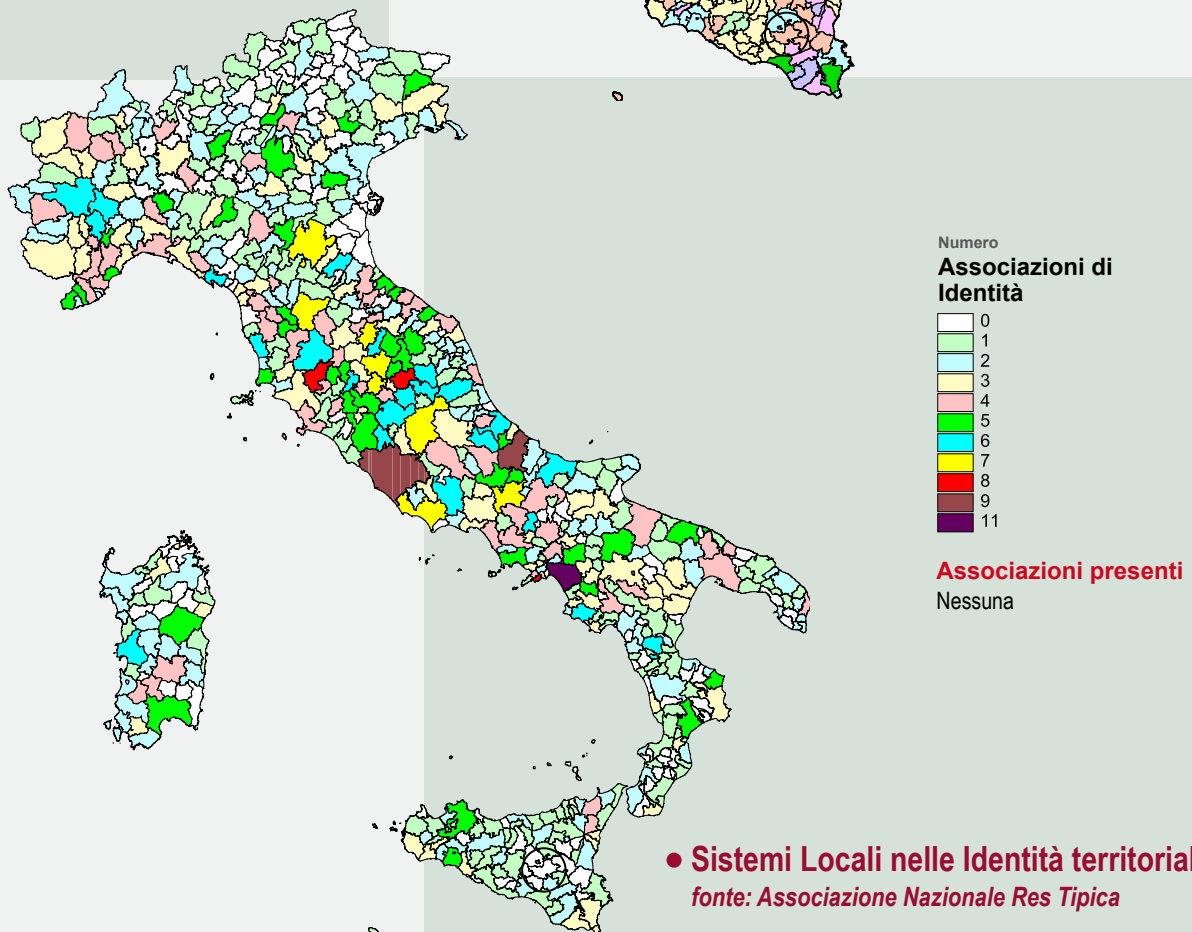 Numero
Associazioni di
Identità
0
1
2
3
4
5
6
7
8
9
11
Associazioni presenti
Nessuna
• Sistemi Locali nelle Identità territorial
fonte: Associazione Nazionale Res Tipica